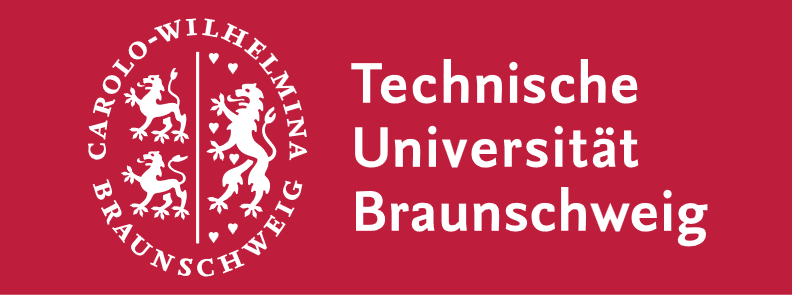 CAROLO-WILHELMINA
BRAUNSCHWEIG
Technische
Universität
Braunschweig